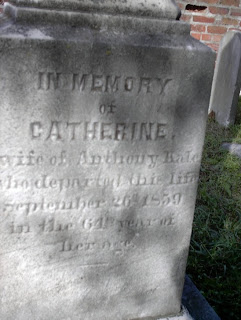 IN MEMORY
of
CATHERINE.
wife of Anthony
who departed this life
September 26th 1859
in the 64th year of
her age.